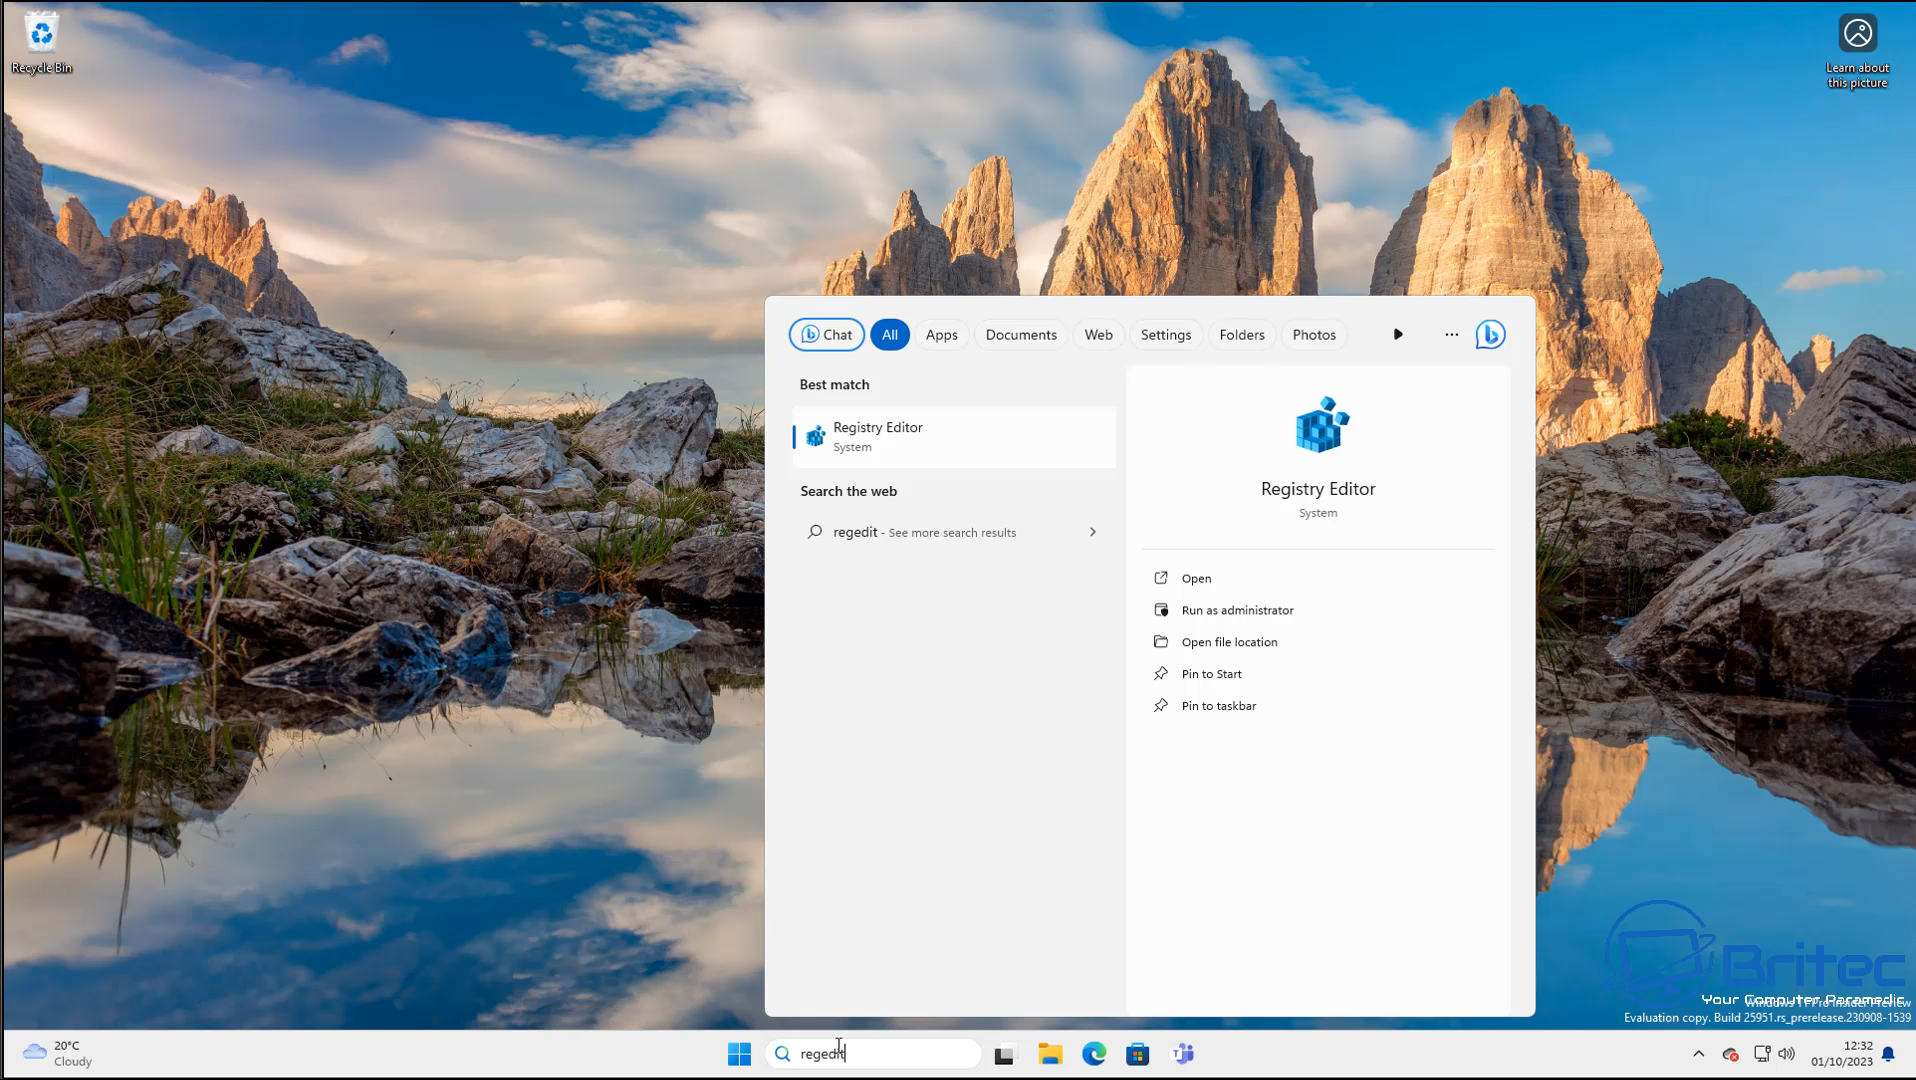 Recycle Bin
Learn about
this picture
Chat
All
Apps
Documents
Web
Settings
Folders
Photos
Best match
Registry Editor
System
Search the web
regedit - See more search results
Registry Editor
System
Open
Run as administrator
Open file location
Pin to Start
Pin to taskbar
Britec
Your Computer Paramedic
Evaluation copy. Build 25951.rs_prerelease.230908-1539
20°C
Cloudy
regedit
12:32
01/10/2023